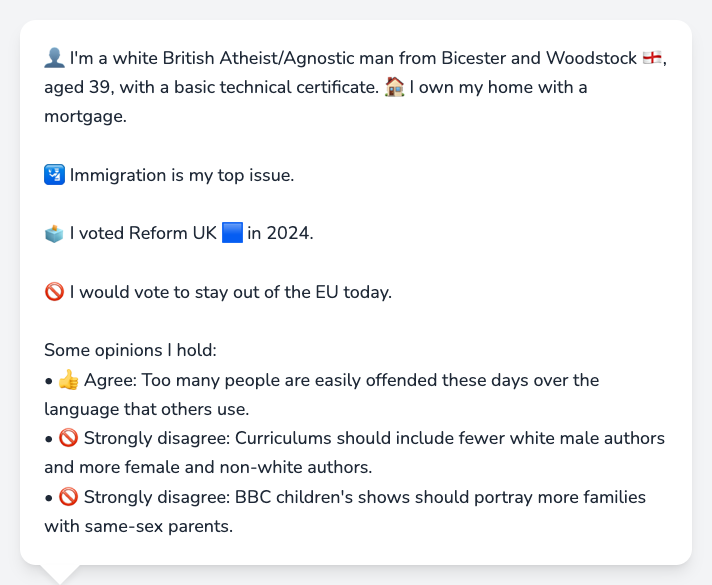 👤 I'm a white British Atheist/Agnostic man from Bicester and Woodstock 🏴󠁧󠁢󠁥󠁮󠁧󠁿,
aged 39, with a basic technical certificate. 🏠 I own my home with a
mortgage.
🛂 Immigration is my top issue.
🗳️ I voted Reform UK 🟦 in 2024.
🚫 I would vote to stay out of the EU today.
Some opinions I hold:
• 👍 Agree: Too many people are easily offended these days over the
language that others use.
• 🚫 Strongly disagree: Curriculums should include fewer white male authors
and more female and non-white authors.
• 🚫 Strongly disagree: BBC children's shows should portray more families
with same-sex parents.